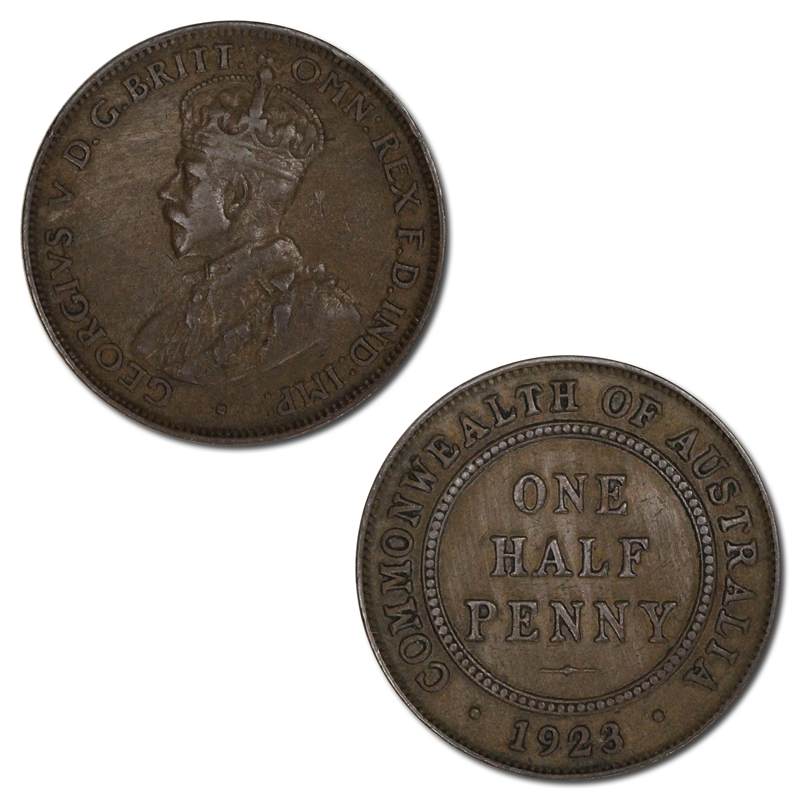 GEORGIVS V D.G.BRITT: OMN: REX F.D.IND:IMP:
COMMONWEALTH OF AUSTRALIA
ONE
HALF
PENNY
· 1923 ·